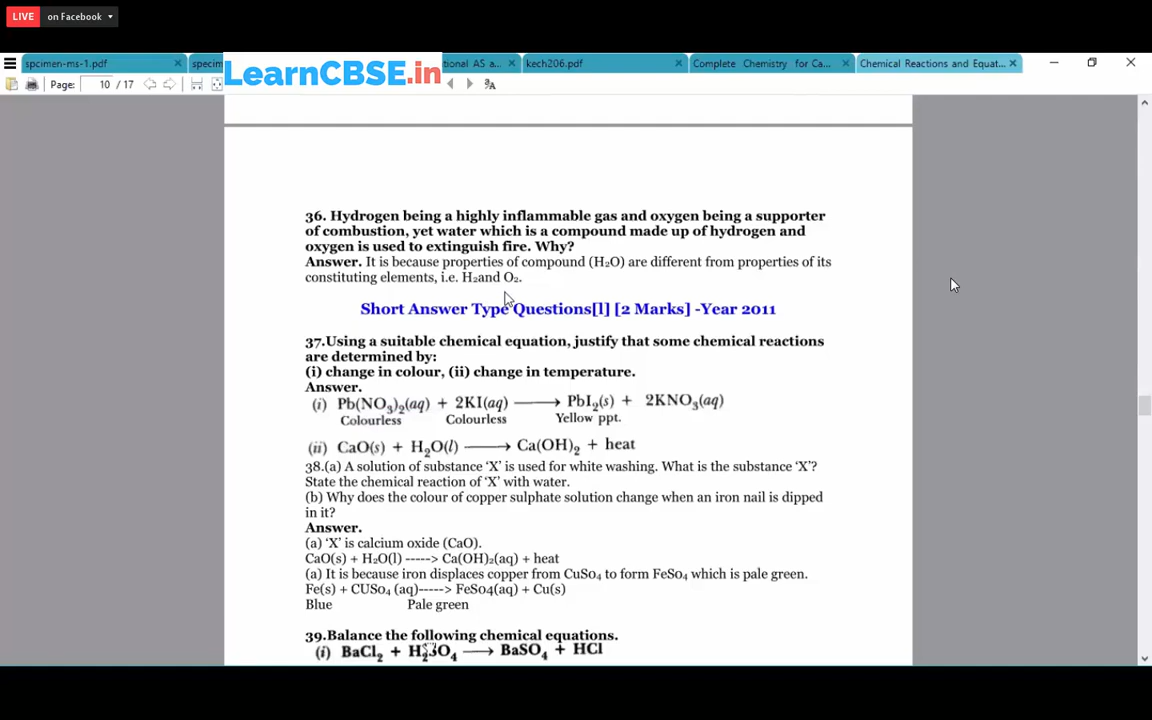 LIVE on Facebook
spcimen-ms-1.pdf specim tional AS a... kech206.pdf Complete Chemistry for Ca... Chemical Reactions and Equat...
LearnCBSE.in
Page: 10 / 17
36. Hydrogen being a highly inflammable gas and oxygen being a supporter
of combustion, yet water which is a compound made up of hydrogen and
oxygen is used to extinguish fire. Why?
Answer. It is because properties of compound (H₂O) are different from properties of its
constituting elements, i.e. H₂and O₂.
Short Answer Type Questions[l] [2 Marks] -Year 2011
37.Using a suitable chemical equation, justify that some chemical reactions
are determined by:
(i) change in colour, (ii) change in temperature.
Answer.
(i) Pb(NO₃)₂(aq) + 2KI(aq) ⟶ PbI₂(s) + 2KNO₃(aq)
Colourless Colourless Yellow ppt.
(ii) CaO(s) + H₂O(l) ⟶ Ca(OH)₂ + heat
38.(a) A solution of substance ‘X’ is used for white washing. What is the substance ‘X’?
State the chemical reaction of ‘X’ with water.
(b) Why does the colour of copper sulphate solution change when an iron nail is dipped
in it?
Answer.
(a) ‘X’ is calcium oxide (CaO).
CaO(s) + H₂O(l) -----> Ca(OH)₂(aq) + heat
(a) It is because iron displaces copper from CuSo₄ to form FeSo₄ which is pale green.
Fe(s) + CUSo₄ (aq)-----> FeSo4(aq) + Cu(s)
Blue Pale green
39.Balance the following chemical equations.
(i) BaCl₂ + H₂SO₄ ⟶ BaSO₄ + HCl